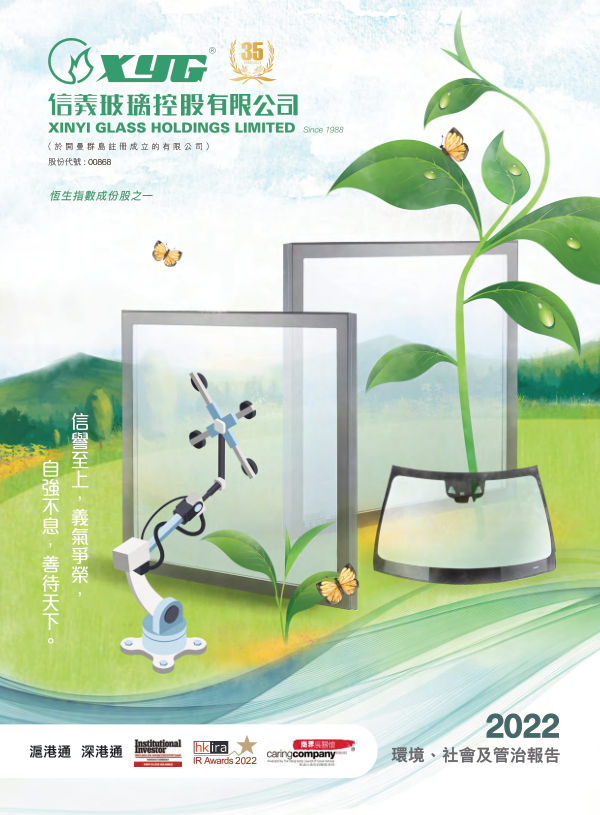 XYG®
35
信義玻璃控股有限公司
XINYI GLASS HOLDINGS LIMITED Since 1988
（於開曼群島註冊成立的有限公司）
股份代號 : 00868
恆生指數成份股之一
信譽至上，義氣爭榮，
自強不息，善待天下。
2022
環境、社會及管治報告
滬港通 深港通
Institutional
Investor
hkira
IR Awards 2022
商界展關懷
caringcompany